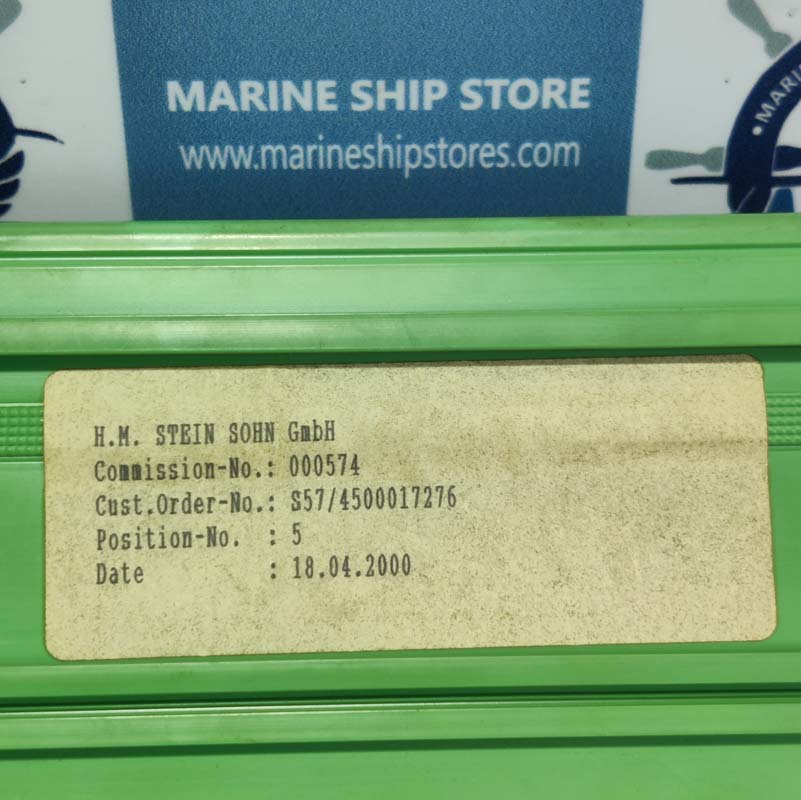 MARINE SHIP STORE
www.marineshipstores.com
• MARI
H.M. STEIN SOHN GmbH
Commission-No.: 000574
Cust.Order-No.: S57/4500017276
Position-No. : 5
Date : 18.04.2000